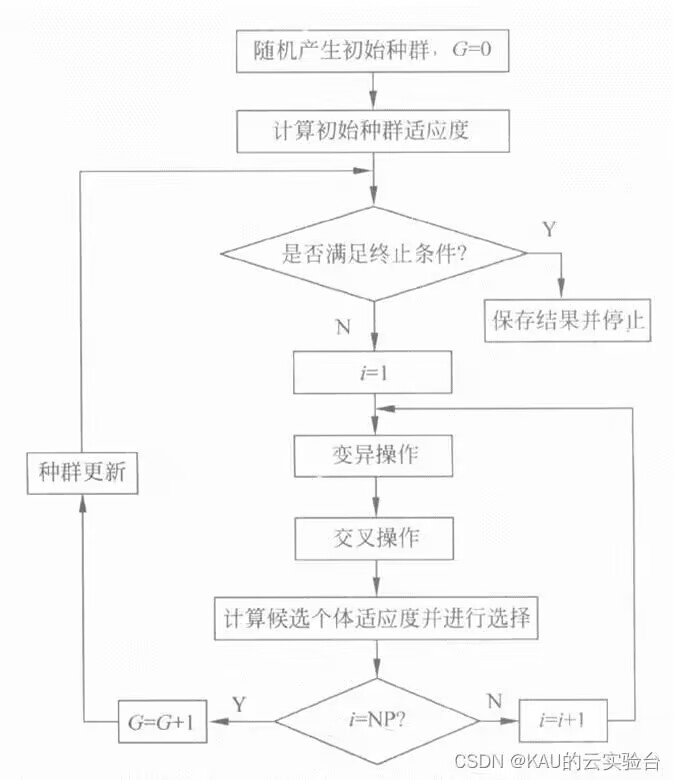 随机产生初始种群，G=0
计算初始种群适应度
是否满足终止条件?
Y
保存结果并停止
N
i=1
变异操作
种群更新
交叉操作
计算候选个体适应度并进行选择
G=G+1
Y
i=NP?
N
i=i+1
CSDN @KAU的云实验台